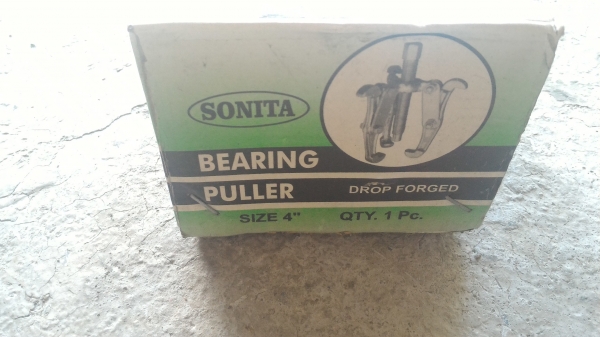 SONITA
BEARING
PULLER DROP FORGED
SIZE 4" QTY. 1 Pc.